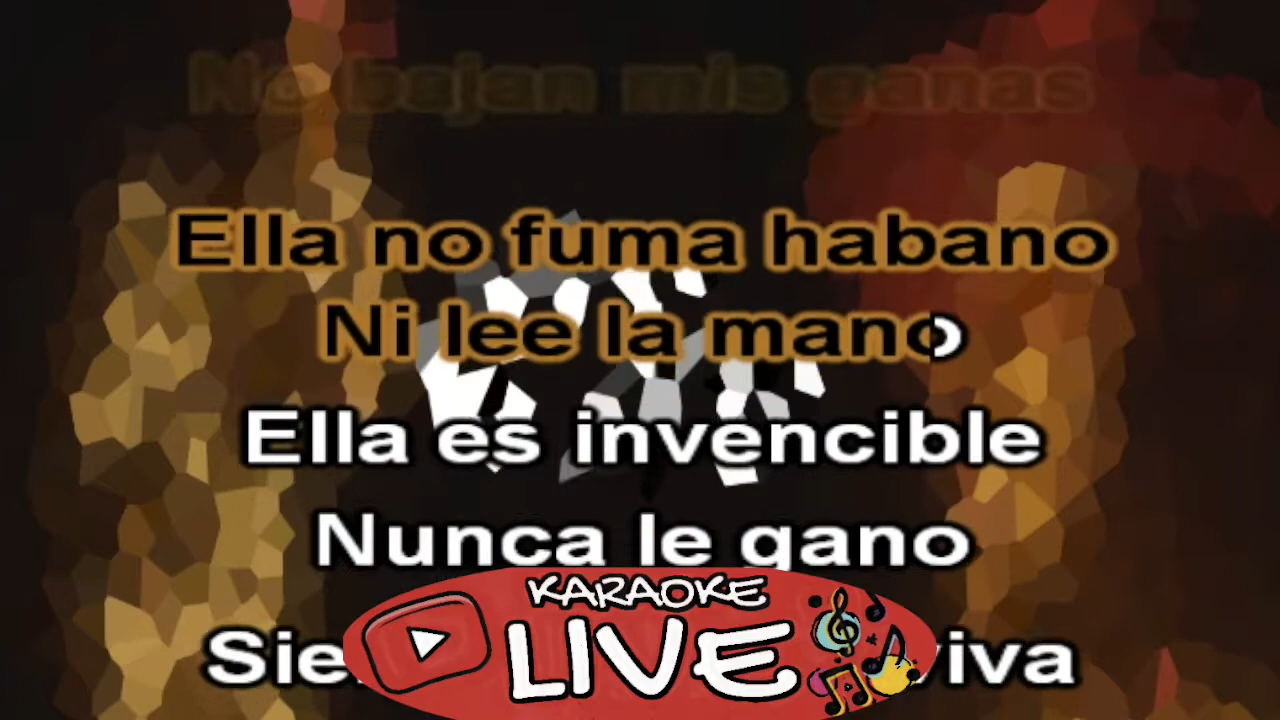 No bajan mis ganas
Ella no fuma habano
Ni lee la mano
Ella es invencible
Nunca le gano
viva
KARAOKE
LIVE